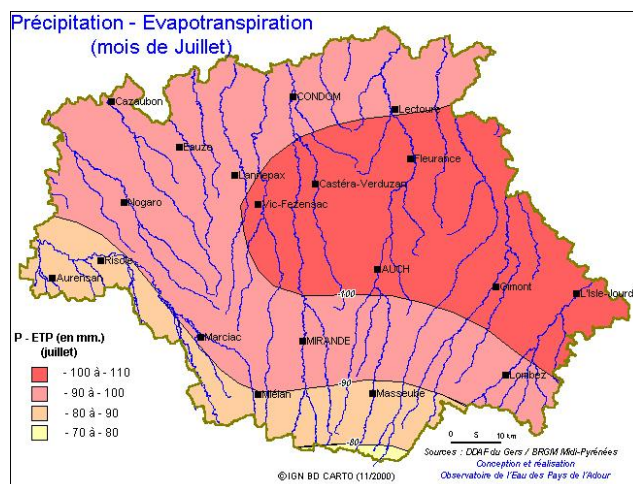 Précipitation - Evapotranspiration
(mois de Juillet)
Cazaubon
CONDOM
Lectoure
Eauze
Fleurance
Lannepax
Castéra-Verduzan
Nogaro
Vic-Fezensac
Riscle
AUCH
Aurensan
Gimont
L'Isle-Jourd
-100
P - ETP (en mm.)
(juillet)
- 100 à - 110
- 90 à - 100
- 80 à - 90
- 70 à - 80
Marciac
MIRANDE
Lombez
-90
Miélan
Masseube
-80
0 5 10 km
Sources : DDAF du Gers / BRGM Midi-Pyrénées
Conception et réalisation
Observatoire de l'Eau des Pays de l'Adour
©IGN BD CARTO (11/2000)